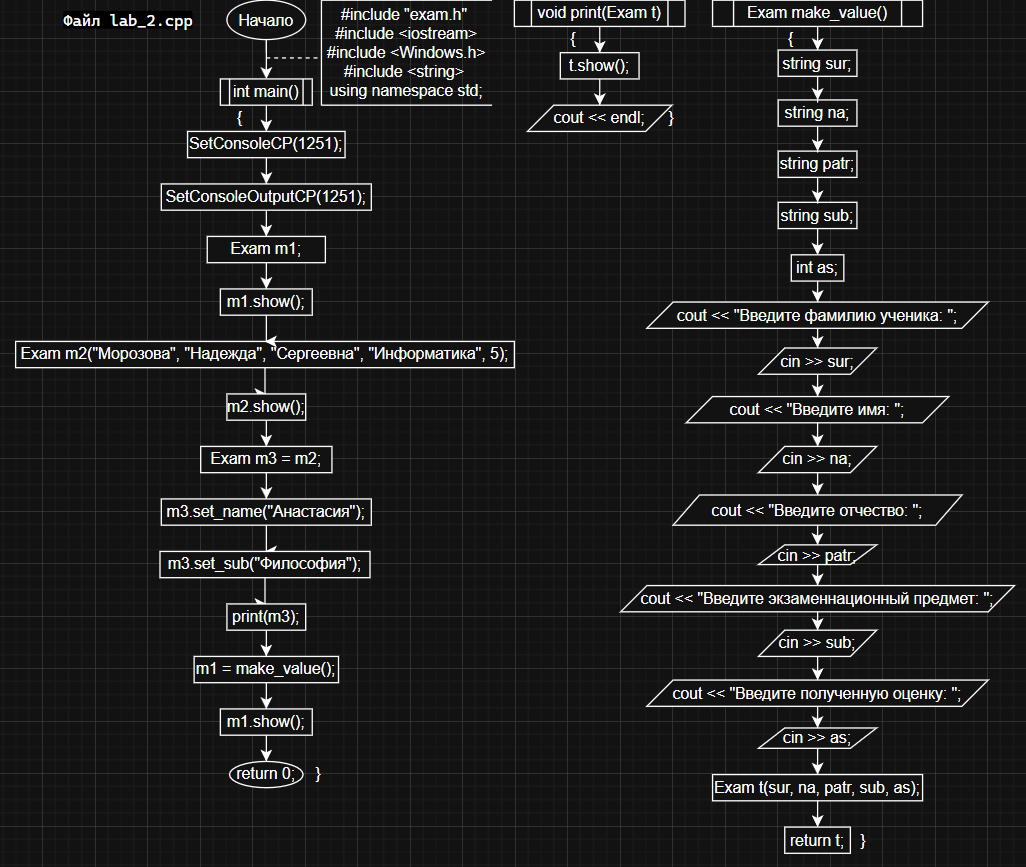 Файл lab_2.cpp
Начало
#include "exam.h"
#include <iostream>
#include <Windows.h>
#include <string>
using namespace std;
int main()
{
SetConsoleCP(1251);
SetConsoleOutputCP(1251);
Exam m1;
m1.show();
Exam m2("Морозова", "Надежда", "Сергеевна", "Информатика", 5);
m2.show();
Exam m3 = m2;
m3.set_name("Анастасия");
m3.set_sub("Философия");
print(m3);
m1 = make_value();
m1.show();
return 0;
}
void print(Exam t)
{
t.show();
cout << endl;
}
Exam make_value()
{
string sur;
string na;
string patr;
string sub;
int as;
cout << "Введите фамилию ученика: ";
cin >> sur;
cout << "Введите имя: ";
cin >> na;
cout << "Введите отчество: ";
cin >> patr;
cout << "Введите экзаменнационный предмет: ";
cin >> sub;
cout << "Введите полученную оценку: ";
cin >> as;
Exam t(sur, na, patr, sub, as);
return t;
}